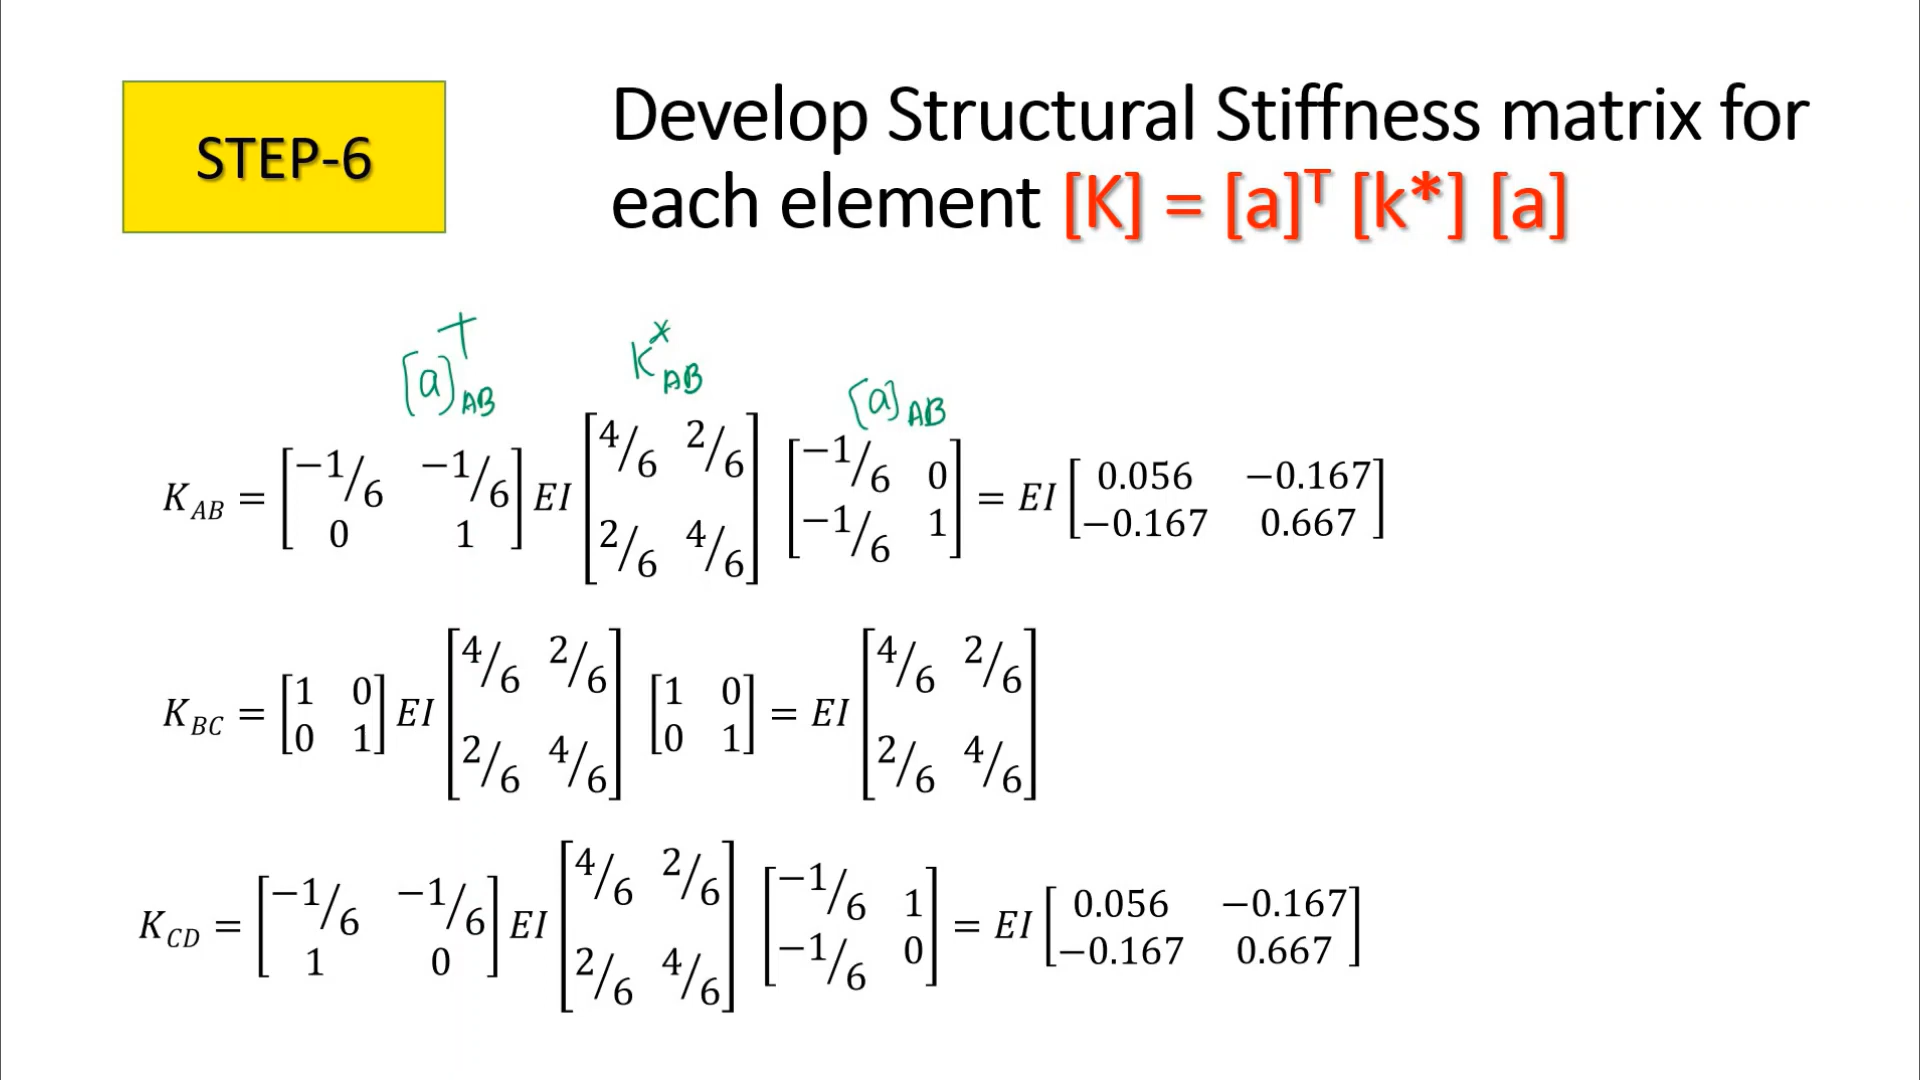 STEP-6
Develop Structural Stiffness matrix for
each element [K] = [a]ᵀ [k*] [a]
[a]ᵀ_AB K*_AB [a]_AB
K_AB = [−1/6 −1/6; 0 1] EI [4/6 2/6; 2/6 4/6] [−1/6 0; −1/6 1] = EI [0.056 −0.167; −0.167 0.667]
K_BC = [1 0; 0 1] EI [4/6 2/6; 2/6 4/6] [1 0; 0 1] = EI [4/6 2/6; 2/6 4/6]
K_CD = [−1/6 −1/6; 1 0] EI [4/6 2/6; 2/6 4/6] [−1/6 1; −1/6 0] = EI [0.056 −0.167; −0.167 0.667]